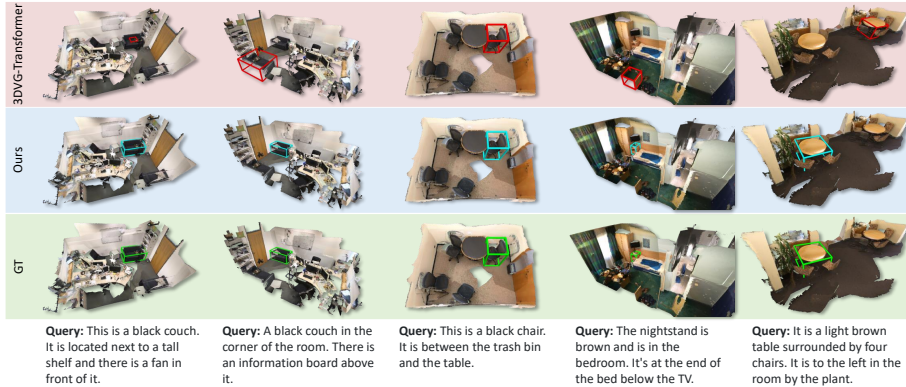 3DVG-Transformer
Ours
GT
Query: This is a black couch.
It is located next to a tall
shelf and there is a fan in
front of it.
Query: A black couch in the
corner of the room. There is
an information board above
it.
Query: This is a black chair.
It is between the trash bin
and the table.
Query: The nightstand is
brown and is in the
bedroom. It's at the end of
the bed below the TV.
Query: It is a light brown
table surrounded by four
chairs. It is to the left in the
room by the plant.